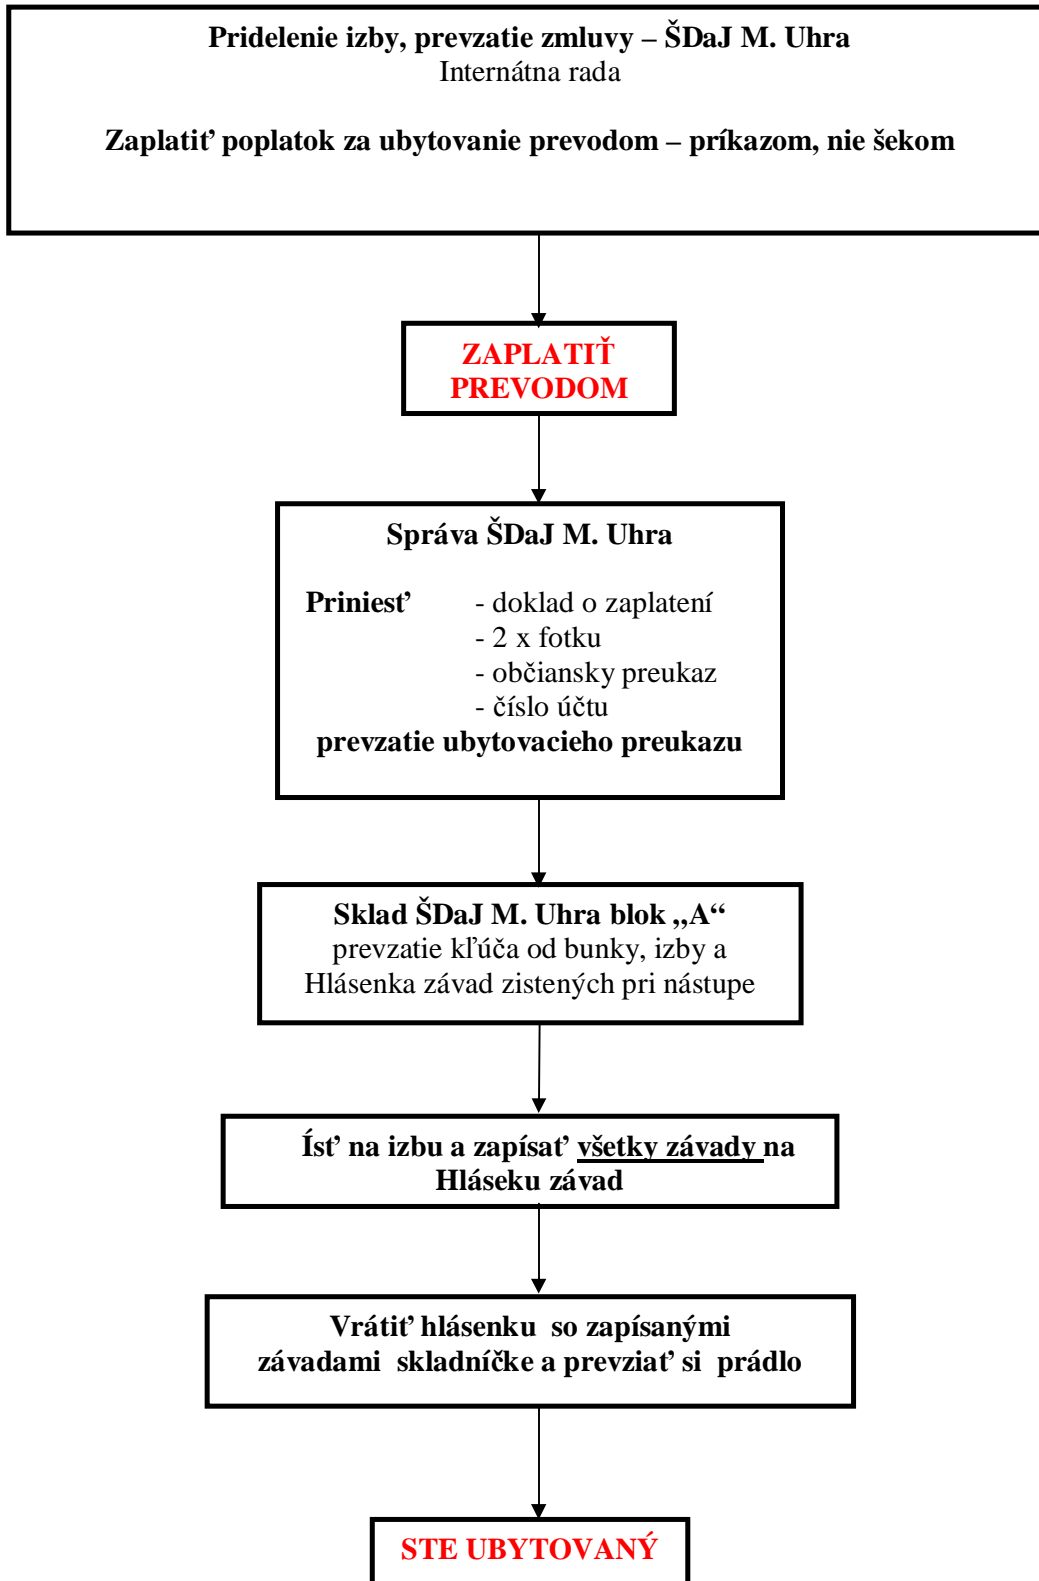 Pridelenie izby, prevzatie zmluvy – ŠDaJ M. Uhra
Internátna rada
Zaplatiť poplatok za ubytovanie prevodom – príkazom, nie šekom
ZAPLATIŤ
PREVODOM
Správa ŠDaJ M. Uhra
Priniesť - doklad o zaplatení
- 2 x fotku
- občiansky preukaz
- číslo účtu
prevzatie ubytovacieho preukazu
Sklad ŠDaJ M. Uhra blok „A“
prevzatie kľúča od bunky, izby a
Hlásenka závad zistených pri nástupe
Ísť na izbu a zapísať všetky závady na
Hláseku závad
Vrátiť hlásenku so zapísanými
závadami skladníčke a prevziať si prádlo
STE UBYTOVANÝ